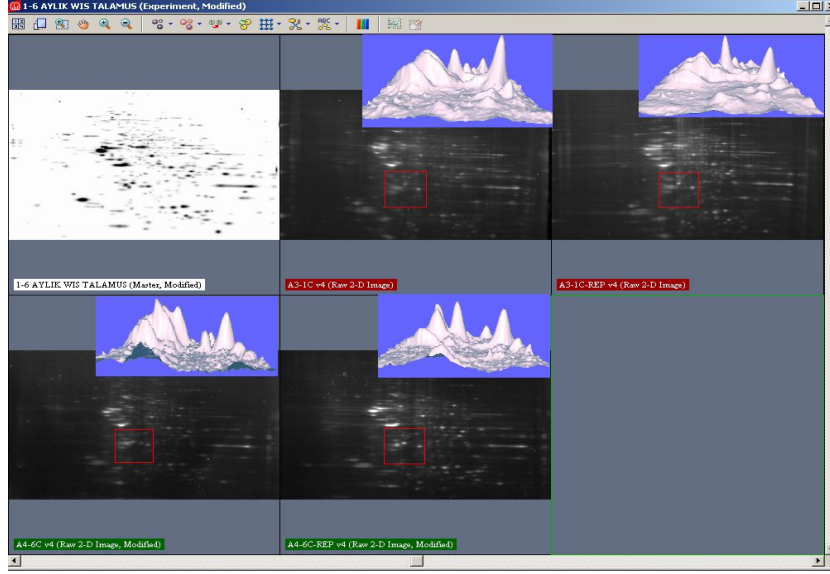 1-6 AYLIK WIS TALAMUS (Experiment, Modified)
1-6 AYLIK WIS TALAMUS (Master, Modified)
A3-1C v4 (Raw 2-D Image)
A3-1C-REP v4 (Raw 2-D Image)
A4-6C v4 (Raw 2-D Image, Modified)
A4-6C-REP v4 (Raw 2-D Image, Modified)